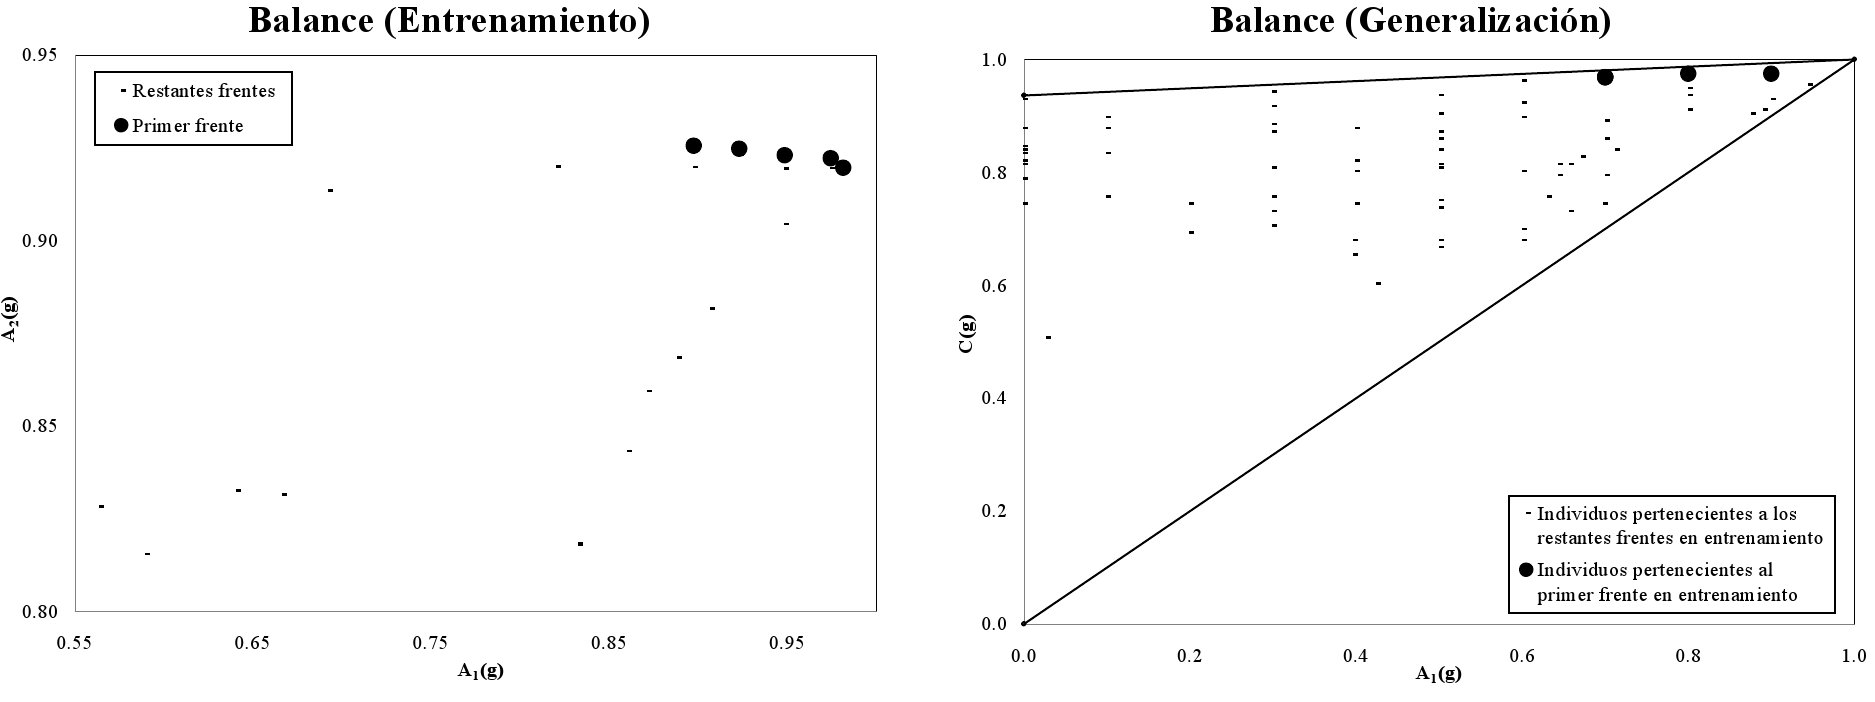 Balance (Entrenamiento)
0.95
0.90
0.85
0.80
A₂(g)
Restantes frentes
Primer frente
0.55 0.65 0.75 0.85 0.95
A₁(g)
Balance (Generalización)
1.0
0.8
0.6
0.4
0.2
0.0
C(g)
Individuos pertenecientes a los
restantes frentes en entrenamiento
Individuos pertenecientes al
primer frente en entrenamiento
0.0 0.2 0.4 0.6 0.8 1.0
A₁(g)